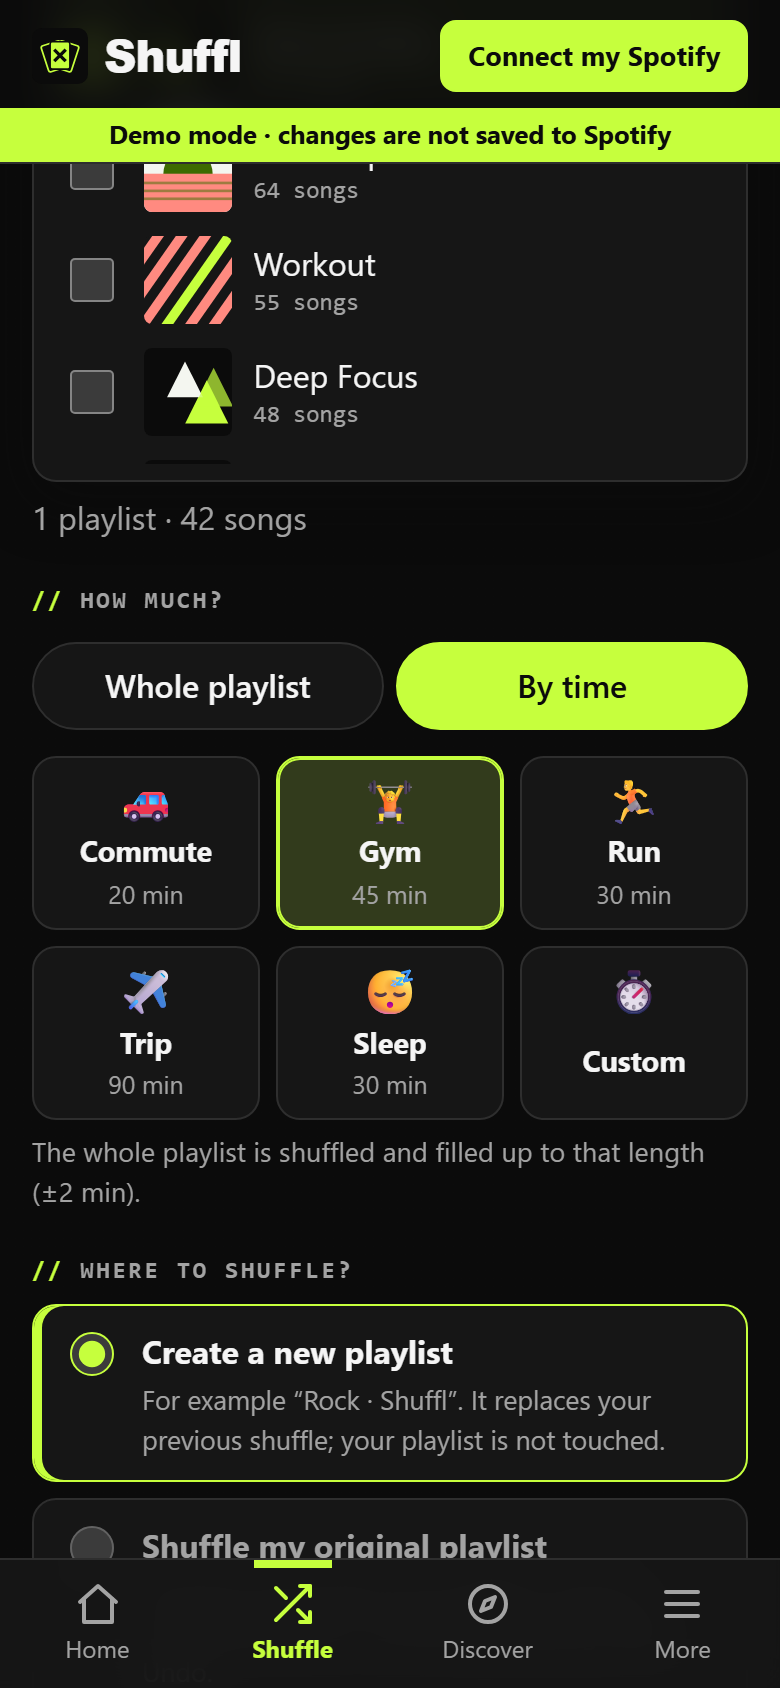 Shuffl
Connect my Spotify
Demo mode · changes are not saved to Spotify
64 songs
Workout
55 songs
Deep Focus
48 songs
1 playlist · 42 songs
// HOW MUCH?
Whole playlist
By time
Commute
20 min
Gym
45 min
Run
30 min
Trip
90 min
Sleep
30 min
Custom
The whole playlist is shuffled and filled up to that length
(±2 min).
// WHERE TO SHUFFLE?
Create a new playlist
For example “Rock · Shuffl”. It replaces your
previous shuffle; your playlist is not touched.
Shuffle my original playlist
Undo
Home
Shuffle
Discover
More